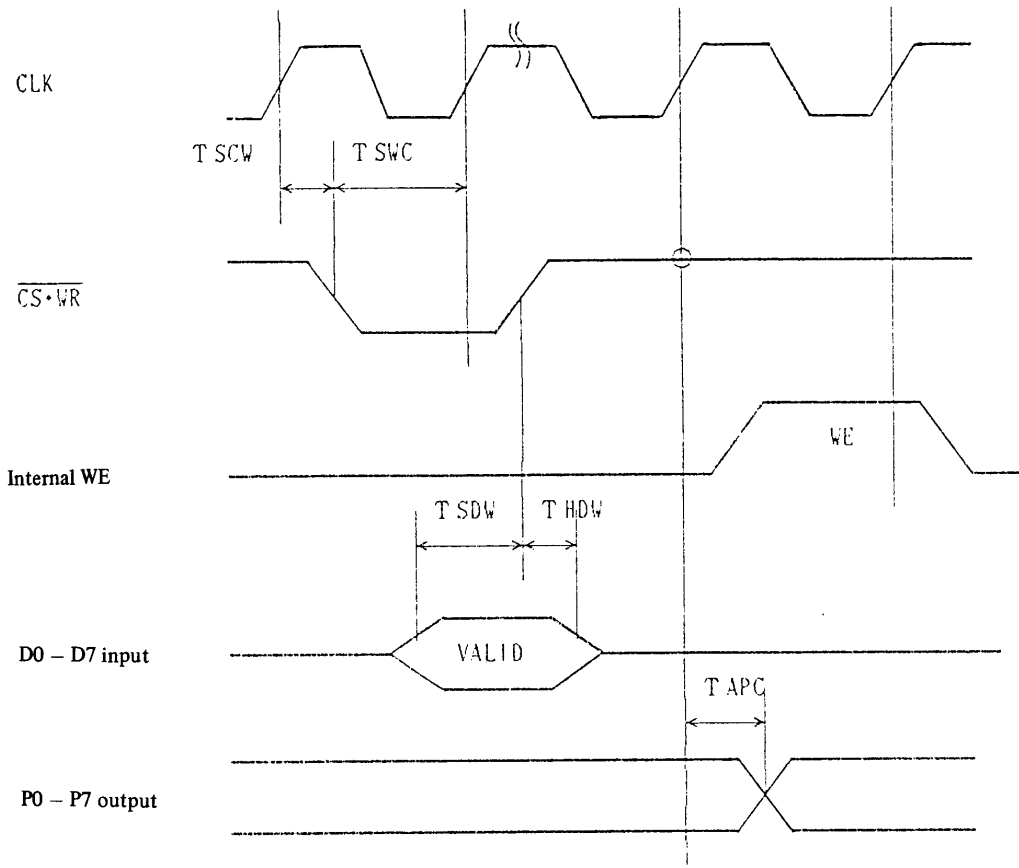 CLK
T SCW
T SWC
CS•WR
WE
Internal WE
T SDW
T HDW
D0 – D7 input
VALID
T APC
P0 – P7 output